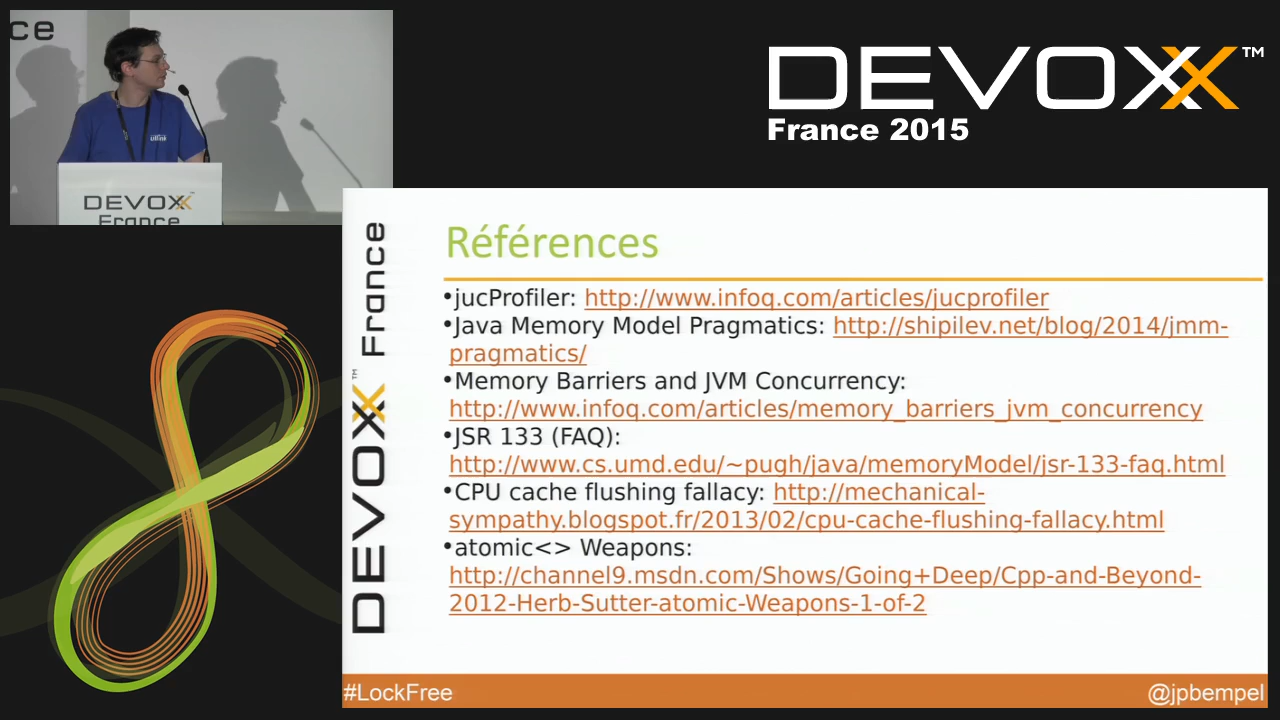 ce
ullink
DEVOXX
France
DEVOXX™
France 2015
DEVOXX™ France
Références
•jucProfiler: http://www.infoq.com/articles/jucprofiler
•Java Memory Model Pragmatics: http://shipilev.net/blog/2014/jmm-
pragmatics/
•Memory Barriers and JVM Concurrency:
http://www.infoq.com/articles/memory_barriers_jvm_concurrency
•JSR 133 (FAQ):
http://www.cs.umd.edu/~pugh/java/memoryModel/jsr-133-faq.html
•CPU cache flushing fallacy: http://mechanical-
sympathy.blogspot.fr/2013/02/cpu-cache-flushing-fallacy.html
•atomic<> Weapons:
http://channel9.msdn.com/Shows/Going+Deep/Cpp-and-Beyond-
2012-Herb-Sutter-atomic-Weapons-1-of-2
#LockFree
@jpbempel